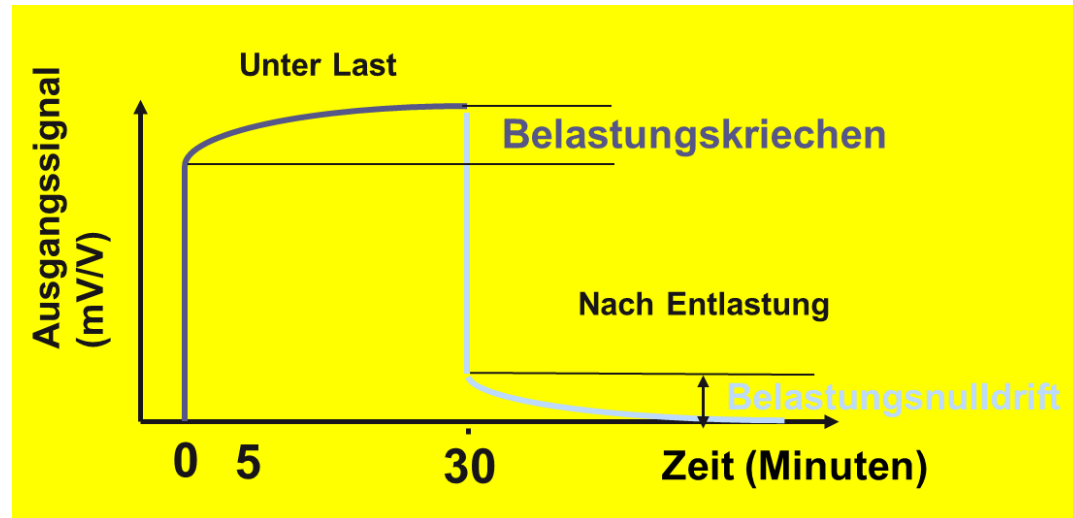 Unter Last
Ausgangssignal
(mV/V)
Belastungskriechen
Nach Entlastung
Belastungsnulldrift
0 5 30 Zeit (Minuten)